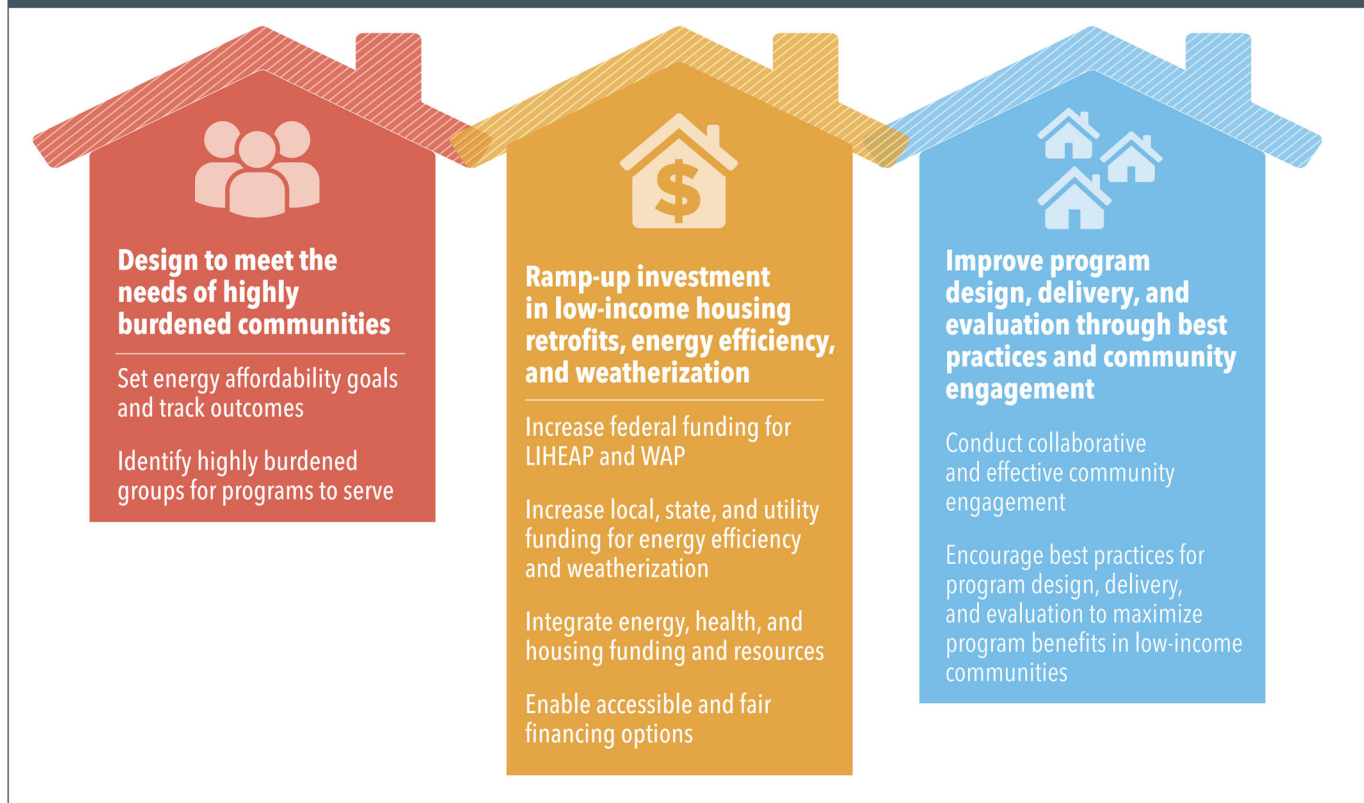 Design to meet the
needs of highly
burdened communities
Set energy affordability goals
and track outcomes
Identify highly burdened
groups for programs to serve
$
Ramp-up investment
in low-income housing
retrofits, energy efficiency,
and weatherization
Increase federal funding for
LIHEAP and WAP
Increase local, state, and utility
funding for energy efficiency
and weatherization
Integrate energy, health, and
housing funding and resources
Enable accessible and fair
financing options
Improve program
design, delivery, and
evaluation through best
practices and community
engagement
Conduct collaborative
and effective community
engagement
Encourage best practices for
program design, delivery,
and evaluation to maximize
program benefits in low-income
communities